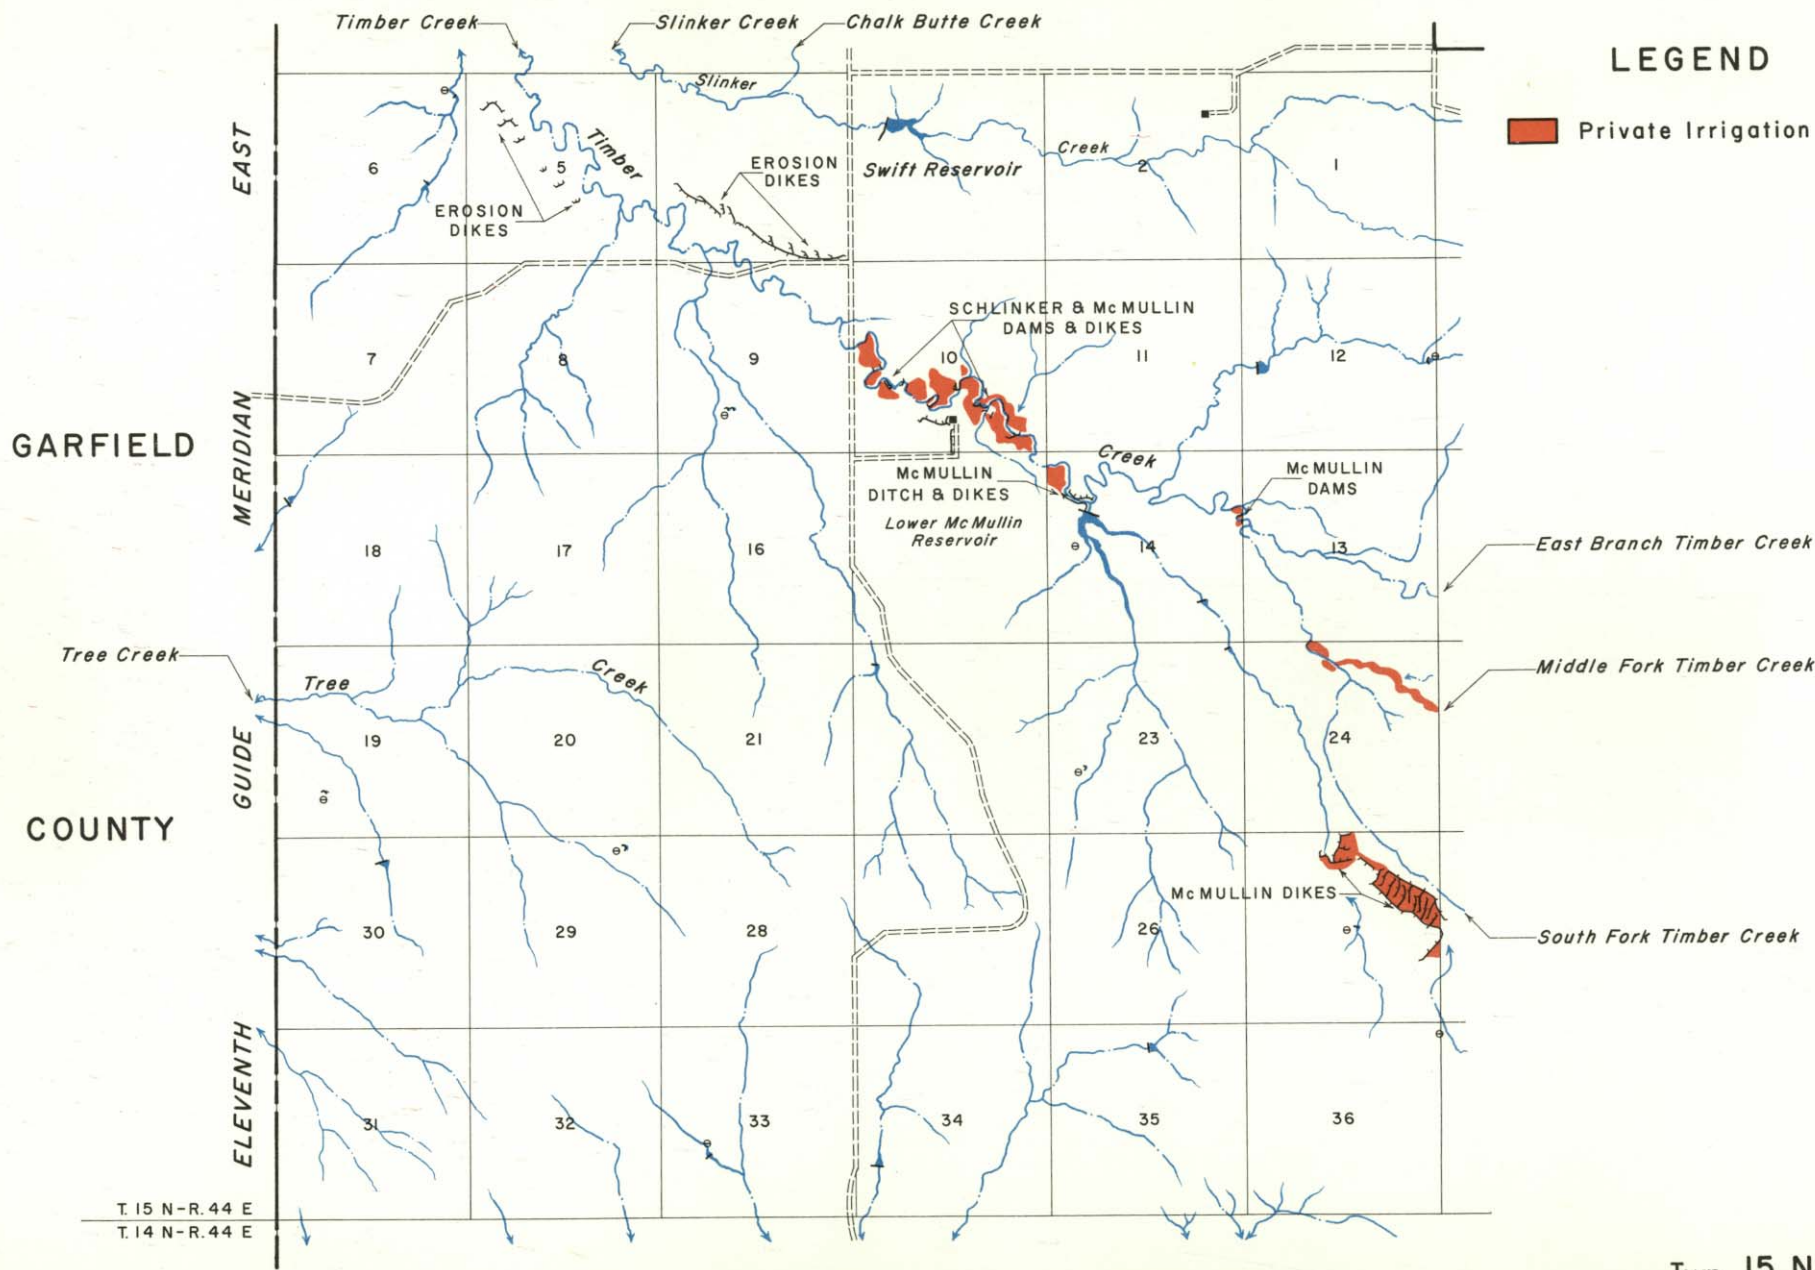 Timber Creek
Slinker Creek
Chalk Butte Creek
LEGEND
Private Irrigation
Slinker
Creek
Timber
EAST
EROSION
DIKES
EROSION
DIKES
Swift Reservoir
6
5
2
1
SCHLINKER & McMULLIN
DAMS & DIKES
7
8
9
10
11
12
GARFIELD
MERIDIAN
Creek
McMULLIN
DITCH & DIKES
McMULLIN
DAMS
Lower McMullin
Reservoir
18
17
16
14
13
East Branch Timber Creek
Tree Creek
Tree
Creek
Middle Fork Timber Creek
19
20
21
23
24
GUIDE
COUNTY
McMULLIN DIKES
30
29
28
26
South Fork Timber Creek
ELEVENTH
31
32
33
34
35
36
T. 15 N-R. 44 E
T. 14 N-R. 44 E
15 N